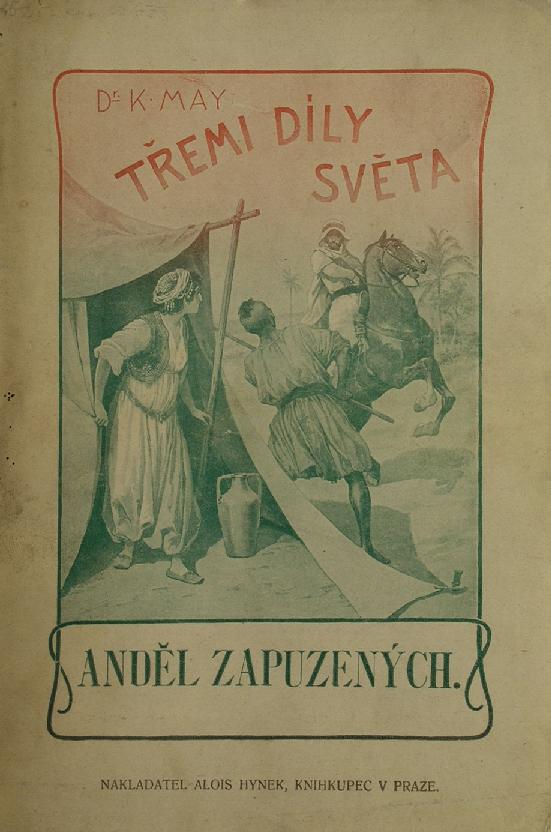 Dr K. MAY
TŘEMI DÍLY
SVĚTA
ANDĚL ZAPUZENÝCH.
NAKLADATEL ALOIS HYNEK, KNIHKUPEC V PRAZE.